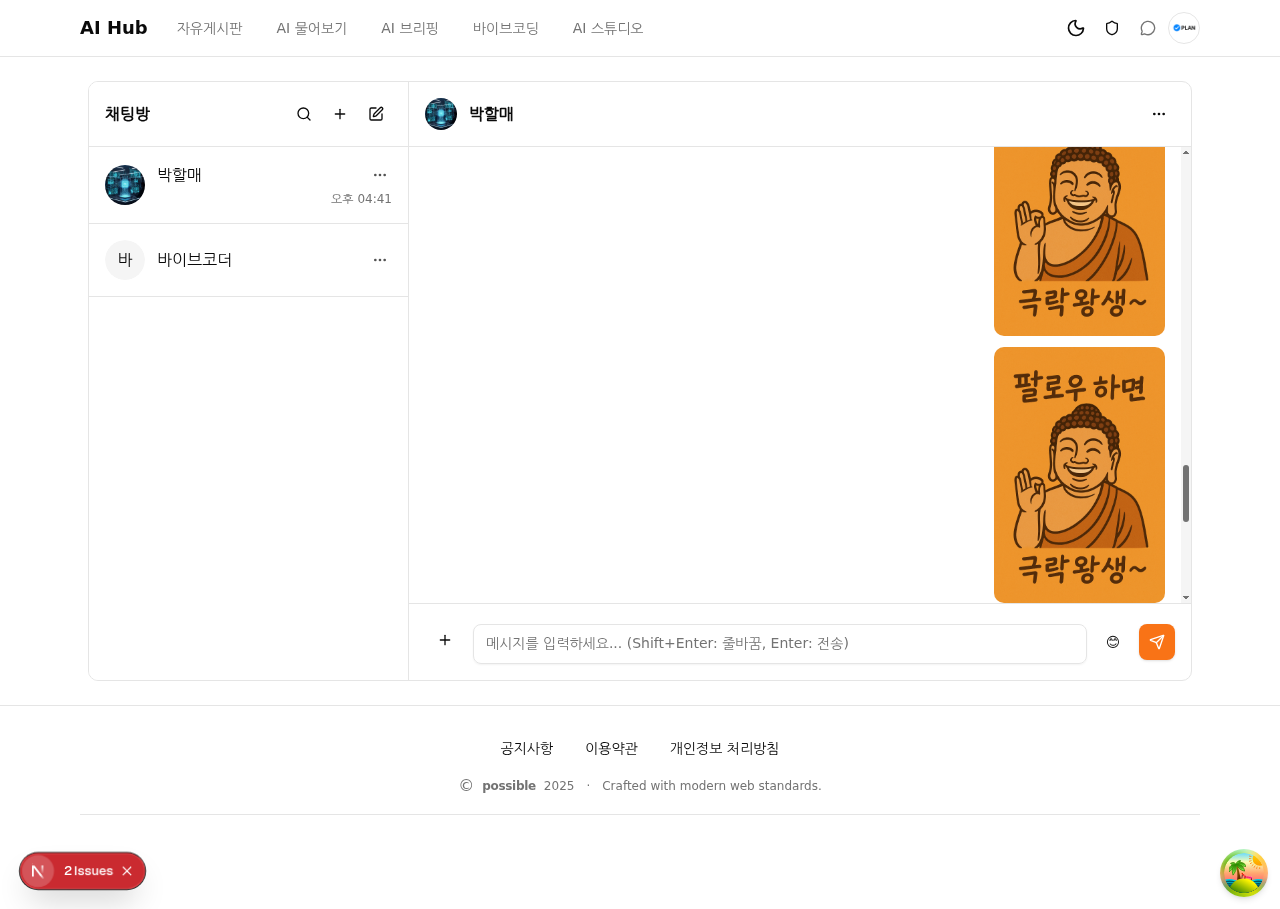 AI Hub
자유게시판
AI 물어보기
AI 브리핑
바이브코딩
AI 스튜디오
PLAN
채팅방
박할매
오후 04:41
바
바이브코더
박할매
극락왕생~
팔로우 하면
극락왕생~
메시지를 입력하세요... (Shift+Enter: 줄바꿈, Enter: 전송)
공지사항
이용약관
개인정보 처리방침
© possible 2025 · Crafted with modern web standards.
N
2 Issues